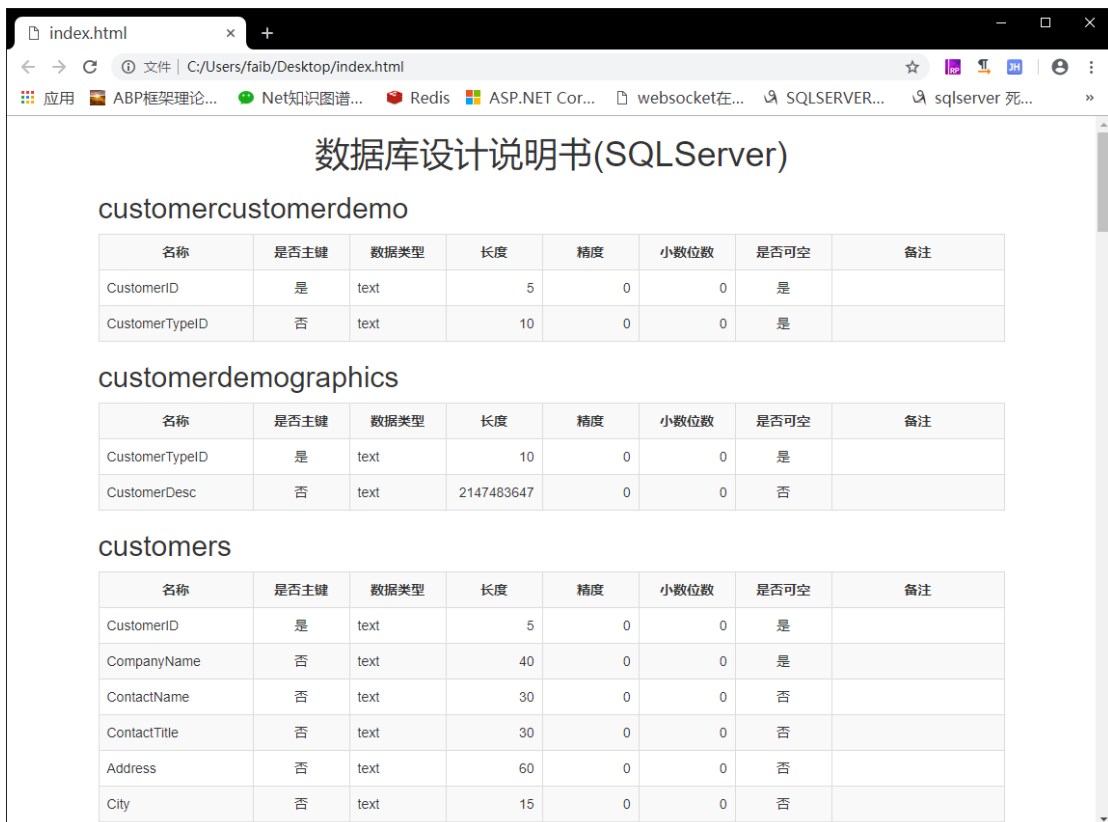 index.html
文件 | C:/Users/faib/Desktop/index.html
应用 ABP框架理论... Net知识图谱... Redis ASP.NET Cor... websocket在... SQLSERVER... sqlserver 死... »
数据库设计说明书(SQLServer)
customercustomerdemo
名称 是否主键 数据类型 长度 精度 小数位数 是否可空 备注
CustomerID 是 text 5 0 0 是
CustomerTypeID 否 text 10 0 0 是
customerdemographics
名称 是否主键 数据类型 长度 精度 小数位数 是否可空 备注
CustomerTypeID 是 text 10 0 0 是
CustomerDesc 否 text 2147483647 0 0 否
customers
名称 是否主键 数据类型 长度 精度 小数位数 是否可空 备注
CustomerID 是 text 5 0 0 是
CompanyName 否 text 40 0 0 是
ContactName 否 text 30 0 0 否
ContactTitle 否 text 30 0 0 否
Address 否 text 60 0 0 否
City 否 text 15 0 0 否